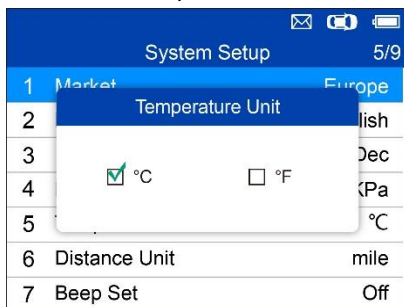 System Setup 5/9
1 Market Europe
Temperature Unit
2 lish
3 Dec
°C °F
4 KPa
5 °C
6 Distance Unit mile
7 Beep Set Off